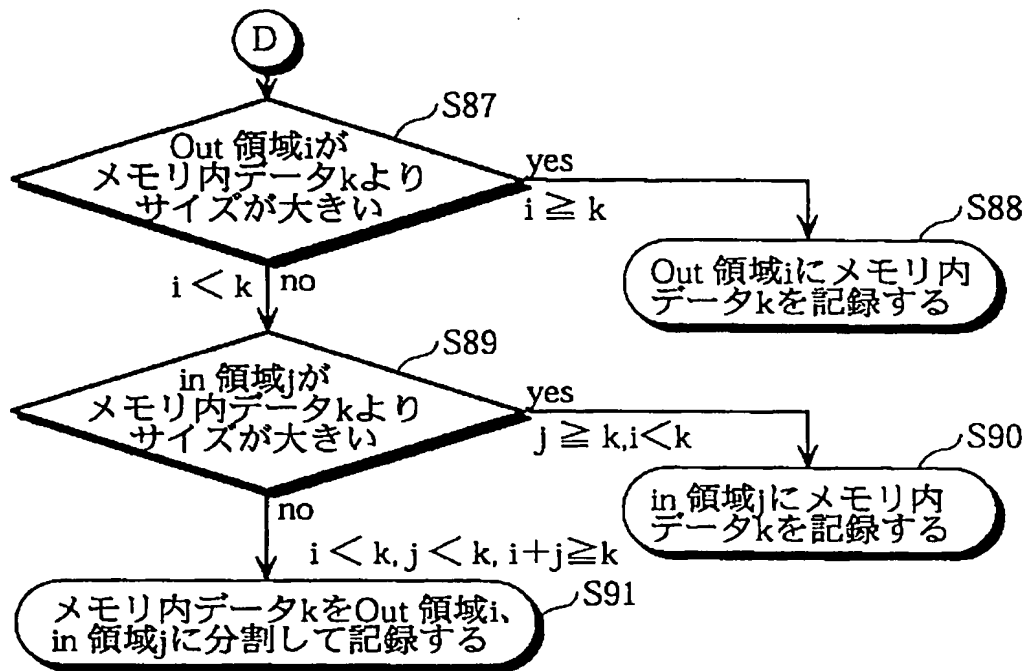 D
S87
Out 領域iが
メモリ内データkより
サイズが大きい
yes
i ≧ k
S88
Out 領域iにメモリ内
データkを記録する
i < k
no
S89
in 領域jが
メモリ内データkより
サイズが大きい
yes
j ≧ k,i<k
S90
in 領域jにメモリ内
データkを記録する
no
i < k, j < k, i+j≧k
S91
メモリ内データkをOut 領域i、
in 領域jに分割して記録する